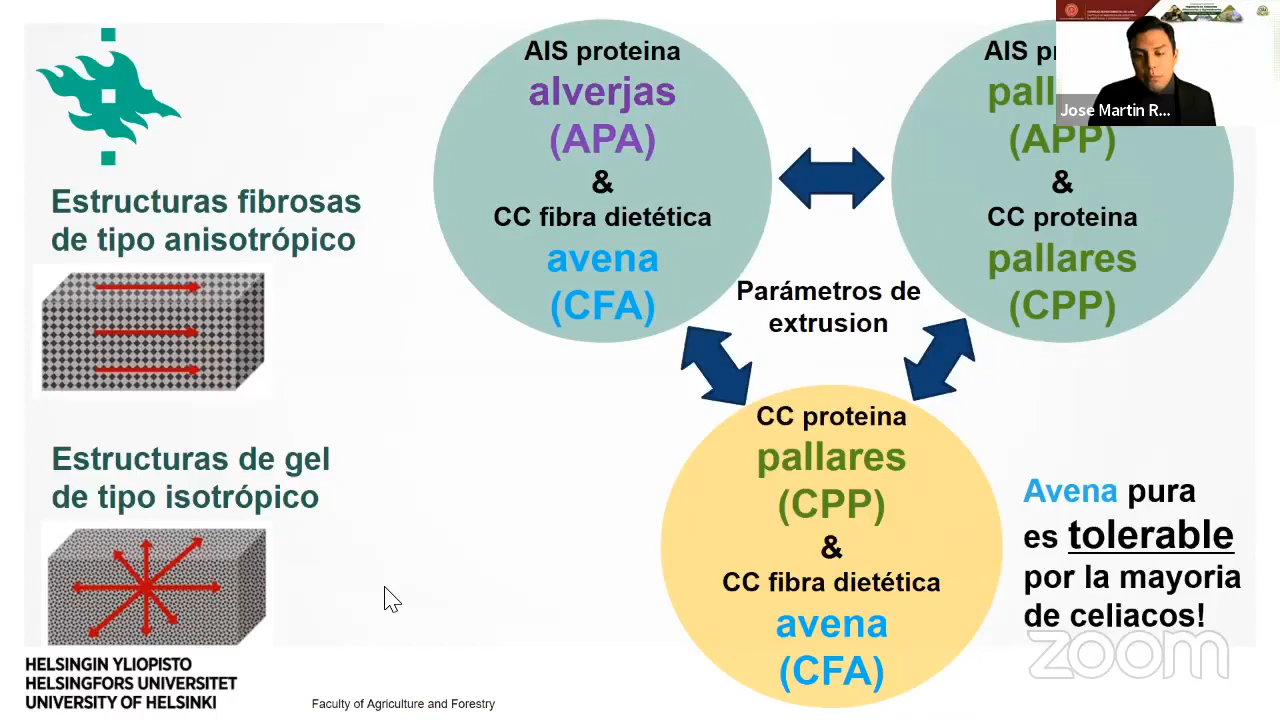 Estructuras fibrosas
de tipo anisotrópico
Estructuras de gel
de tipo isotrópico
AIS proteina
alverjas
(APA)
&
CC fibra dietética
avena
(CFA)
AIS
(APP)
&
CC proteina
pallares
(CPP)
Parámetros de
extrusion
CC proteina
pallares
(CPP)
&
CC fibra dietética
avena
(CFA)
Avena pura
es tolerable
por la mayoria
de celiacos!
Jose Martin R...
zoom
HELSINGIN YLIOPISTO
HELSINGFORS UNIVERSITET
UNIVERSITY OF HELSINKI
Faculty of Agriculture and Forestry